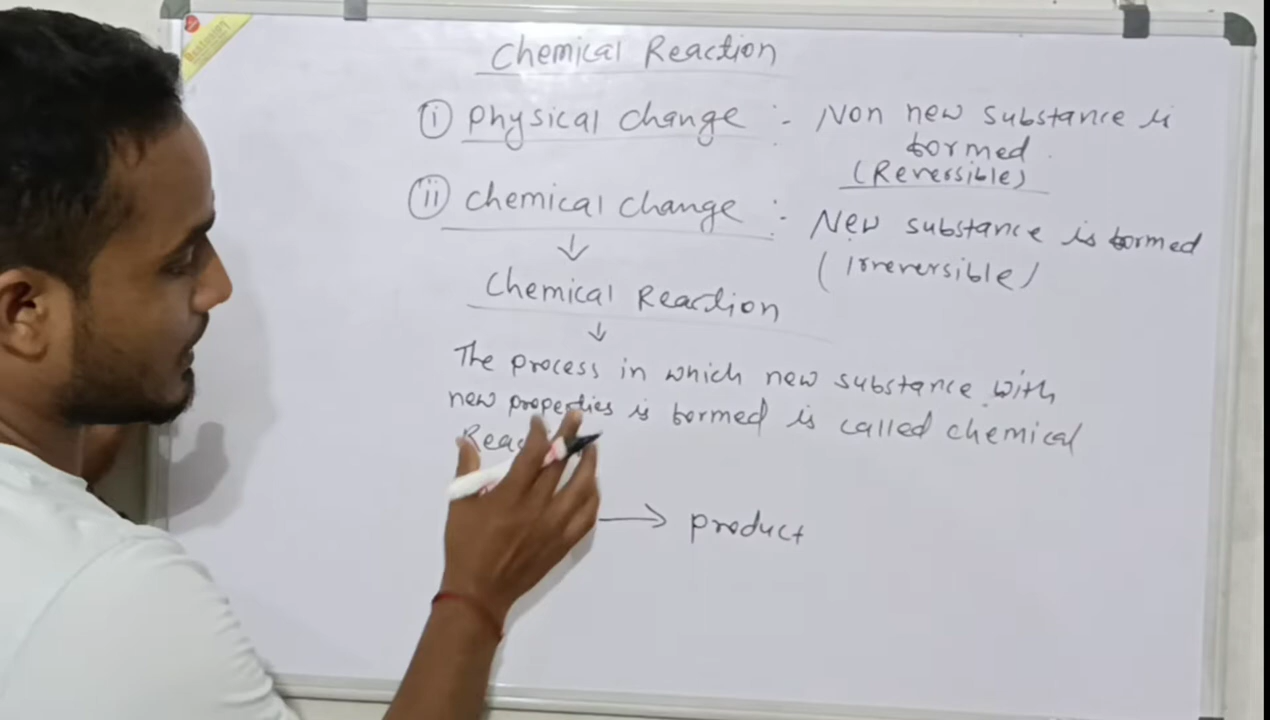 Chemical Reaction
(i) Physical change :- Non new substance is
formed
(Reversible)
(ii) Chemical change :- New substance is formed
(Irreversible)
↓
Chemical Reaction
↓
The process in which new substance with
new properties is formed is called chemical
→ product